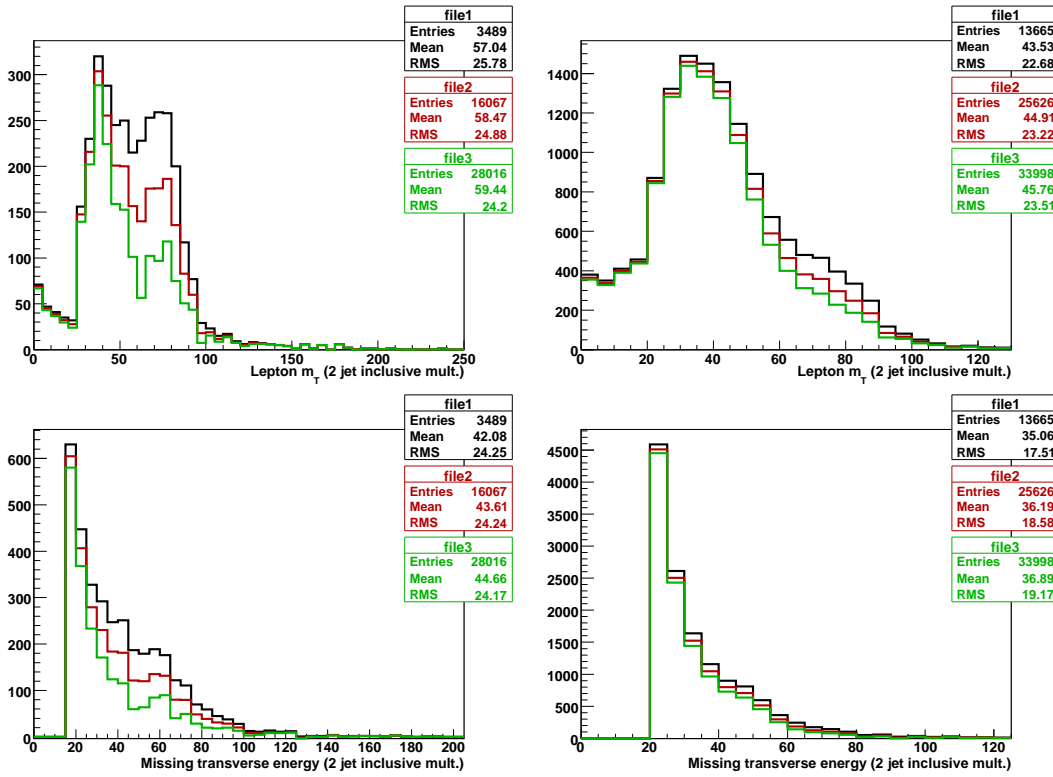 file1
Entries 3489
Mean 57.04
RMS 25.78
file2
Entries 16067
Mean 58.47
RMS 24.88
file3
Entries 28016
Mean 59.44
RMS 24.2
300
250
200
150
100
50
0
0 50 100 150 200 250
Lepton m_T (2 jet inclusive mult.)
file1
Entries 13665
Mean 43.53
RMS 22.68
file2
Entries 25626
Mean 44.91
RMS 23.22
file3
Entries 33998
Mean 45.76
RMS 23.51
1400
1200
1000
800
600
400
200
0
0 20 40 60 80 100 120
Lepton m_T (2 jet inclusive mult.)
file1
Entries 3489
Mean 42.08
RMS 24.25
file2
Entries 16067
Mean 43.61
RMS 24.24
file3
Entries 28016
Mean 44.66
RMS 24.17
600
500
400
300
200
100
0
0 20 40 60 80 100 120 140 160 180 200
Missing transverse energy (2 jet inclusive mult.)
file1
Entries 13665
Mean 35.06
RMS 17.51
file2
Entries 25626
Mean 36.19
RMS 18.58
file3
Entries 33998
Mean 36.89
RMS 19.17
4500
4000
3500
3000
2500
2000
1500
1000
500
0
0 20 40 60 80 100 120
Missing transverse energy (2 jet inclusive mult.)